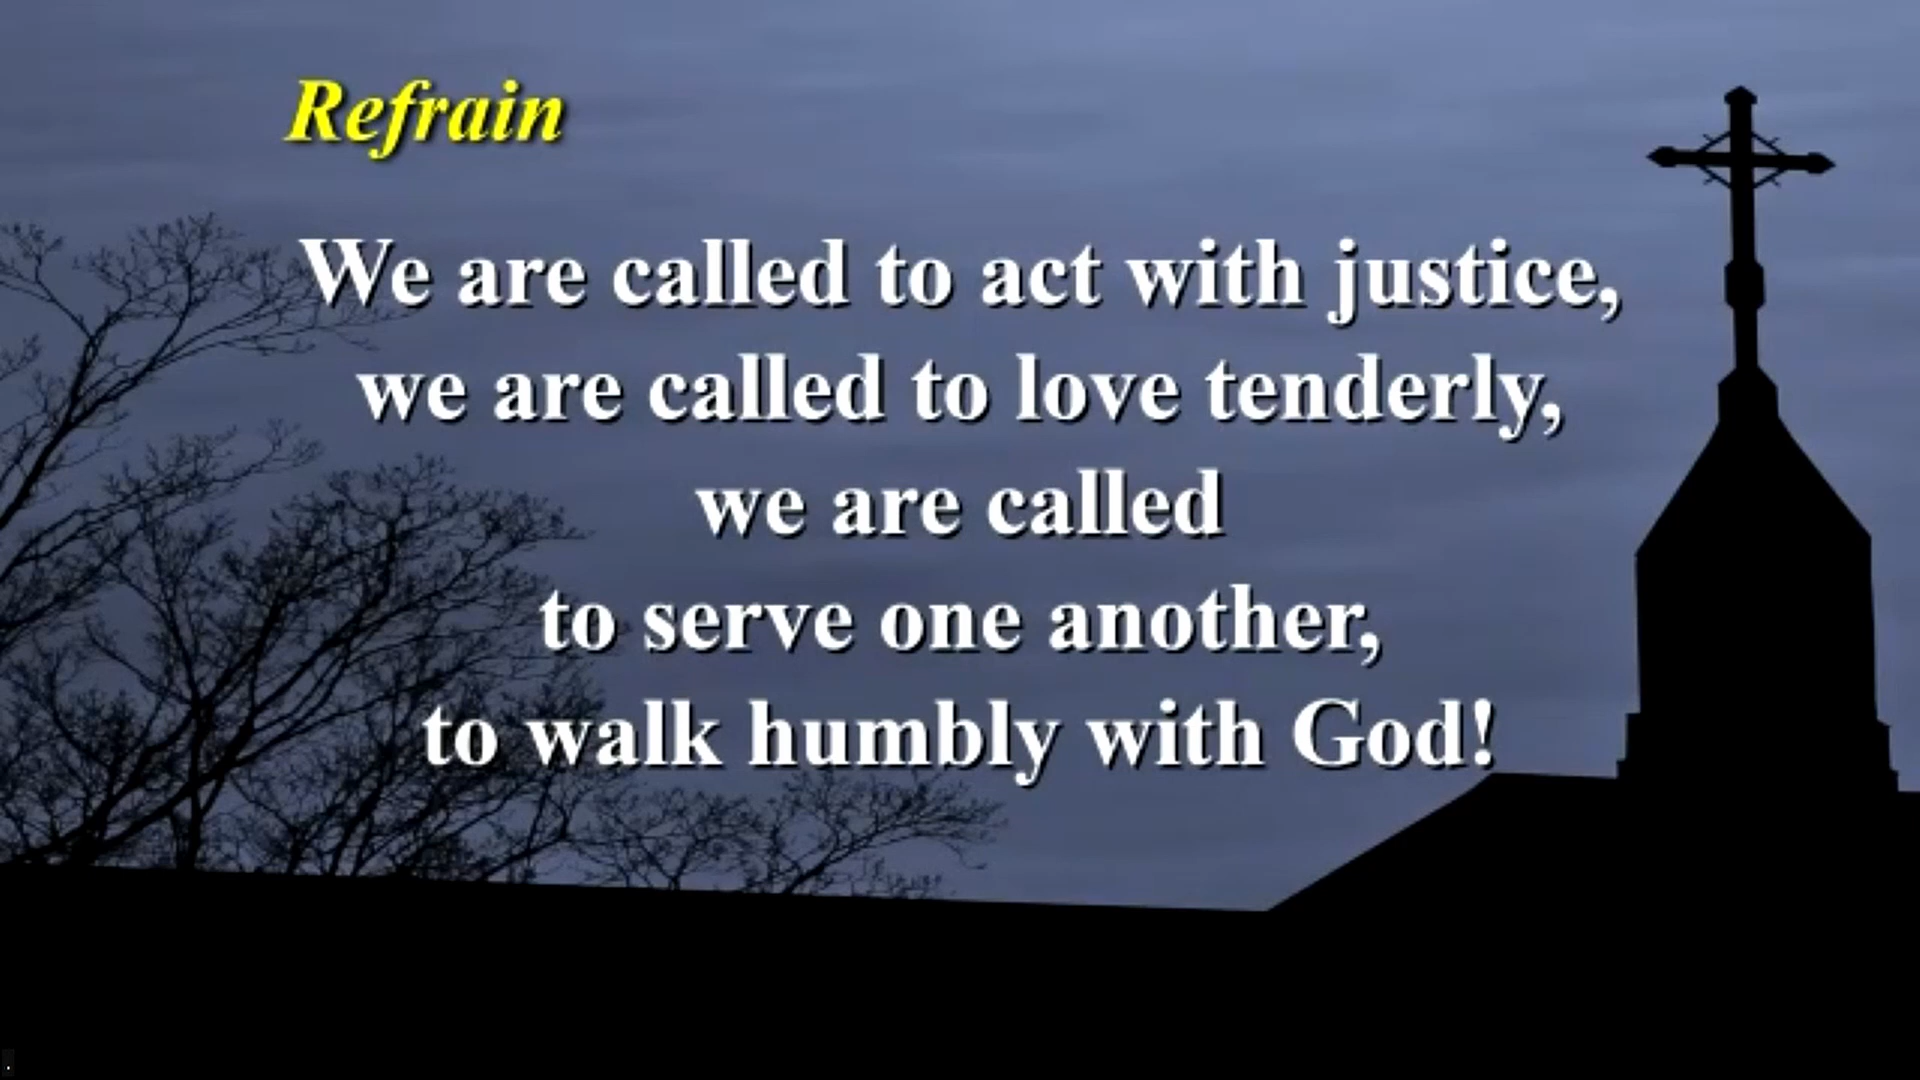 Refrain
We are called to act with justice,
we are called to love tenderly,
we are called
to serve one another,
to walk humbly with God!